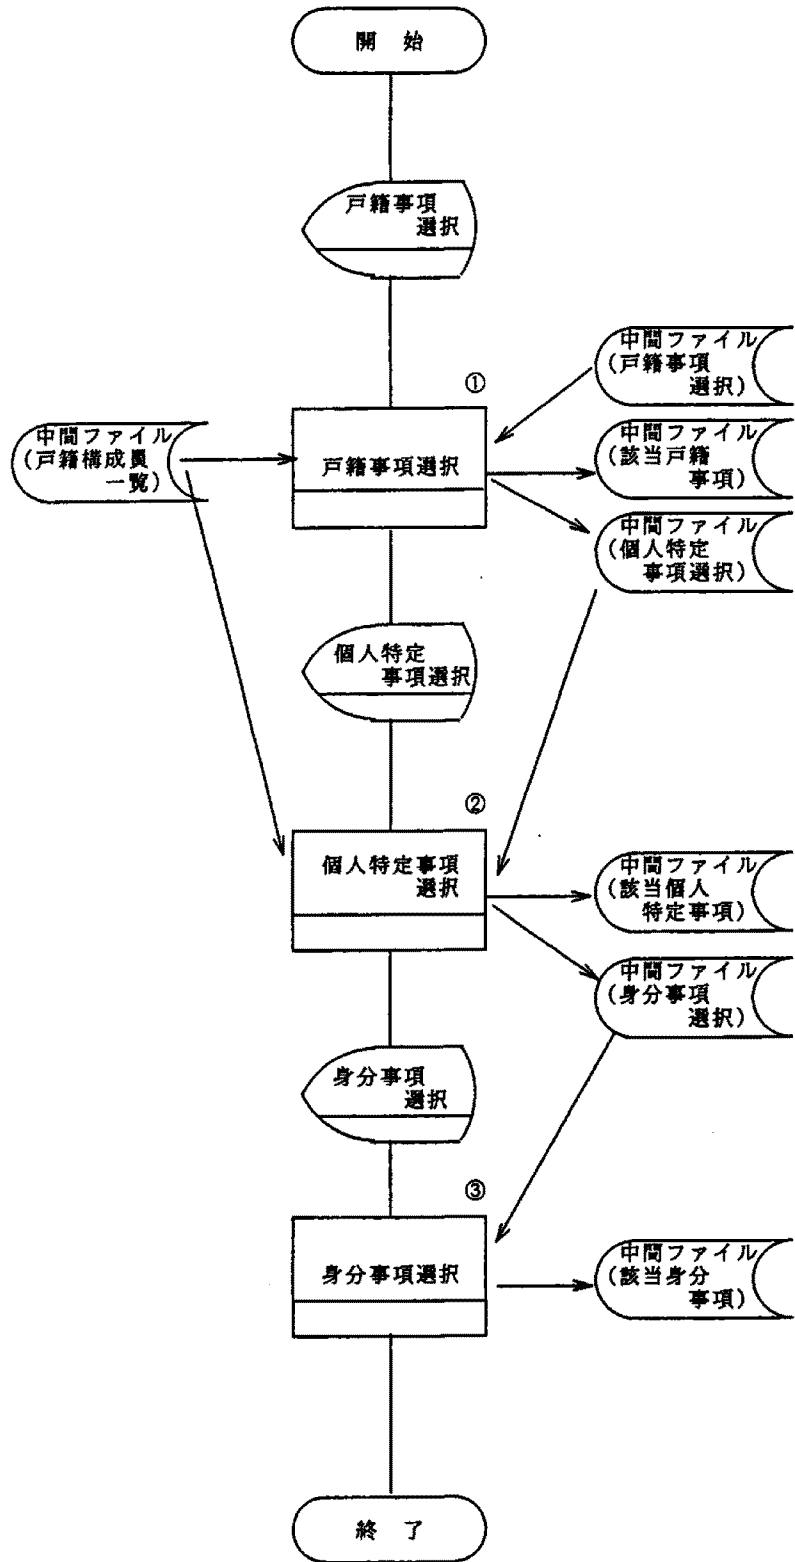 開 始
戸籍事項
選択
①
中間ファイル
(戸籍事項
選択)
中間ファイル
(戸籍構成員
一覧)
戸籍事項選択
中間ファイル
(該当戸籍
事項)
中間ファイル
(個人特定
事項選択)
個人特定
事項選択
②
個人特定事項
選択
中間ファイル
(該当個人
特定事項)
中間ファイル
(身分事項
選択)
身分事項
選択
③
身分事項選択
中間ファイル
(該当身分
事項)
終 了